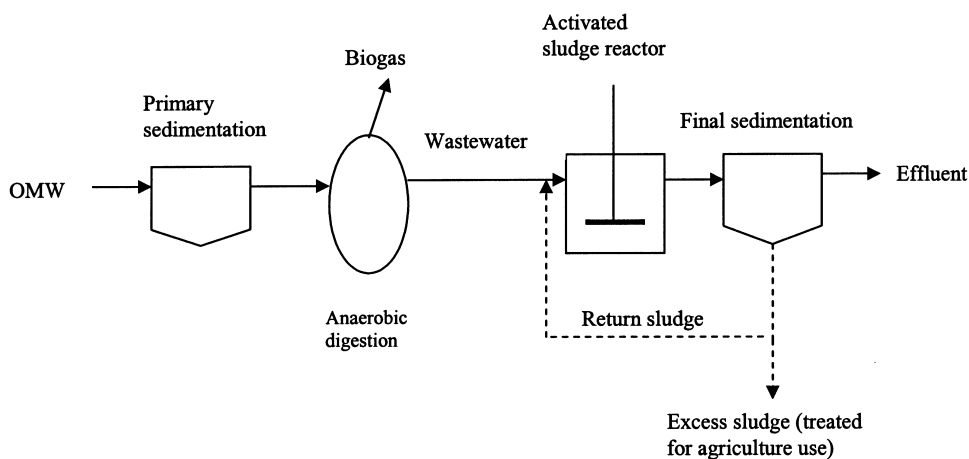 Activated
sludge reactor
Biogas
Primary
sedimentation
Wastewater
Final sedimentation
OMW
Effluent
Anaerobic
digestion
Return sludge
Excess sludge (treated
for agriculture use)